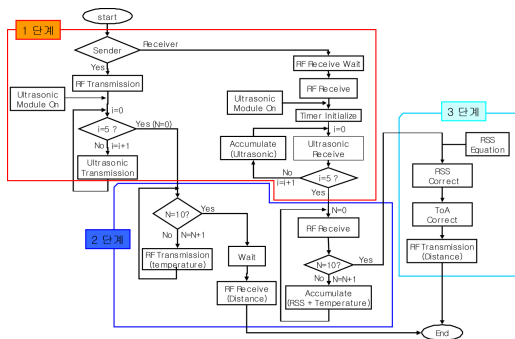 start
1 단계
Sender
Receiver
Yes
RF Transmission
Ultrasonic
Module On
i=0
i=5 ?
Yes (N=0)
No
i=i+1
Ultrasonic
Transmission
RF Receive Wait
RF Receive
Ultrasonic
Module On
Timer Initialize
i=0
Accumulate
(Ultrasonic)
Ultrasonic
Receive
No
i=i+1
i=5 ?
Yes
3 단계
RSS
Equation
RSS
Correct
ToA
Correct
RF Transmission
(Distance)
2 단계
N=10?
Yes
No
N=N+1
RF Transmission
(temperature)
Wait
RF Receive
(Distance)
N=0
RF Receive
N=10?
Yes
No
N=N+1
Accumulate
(RSS + Temperature)
End